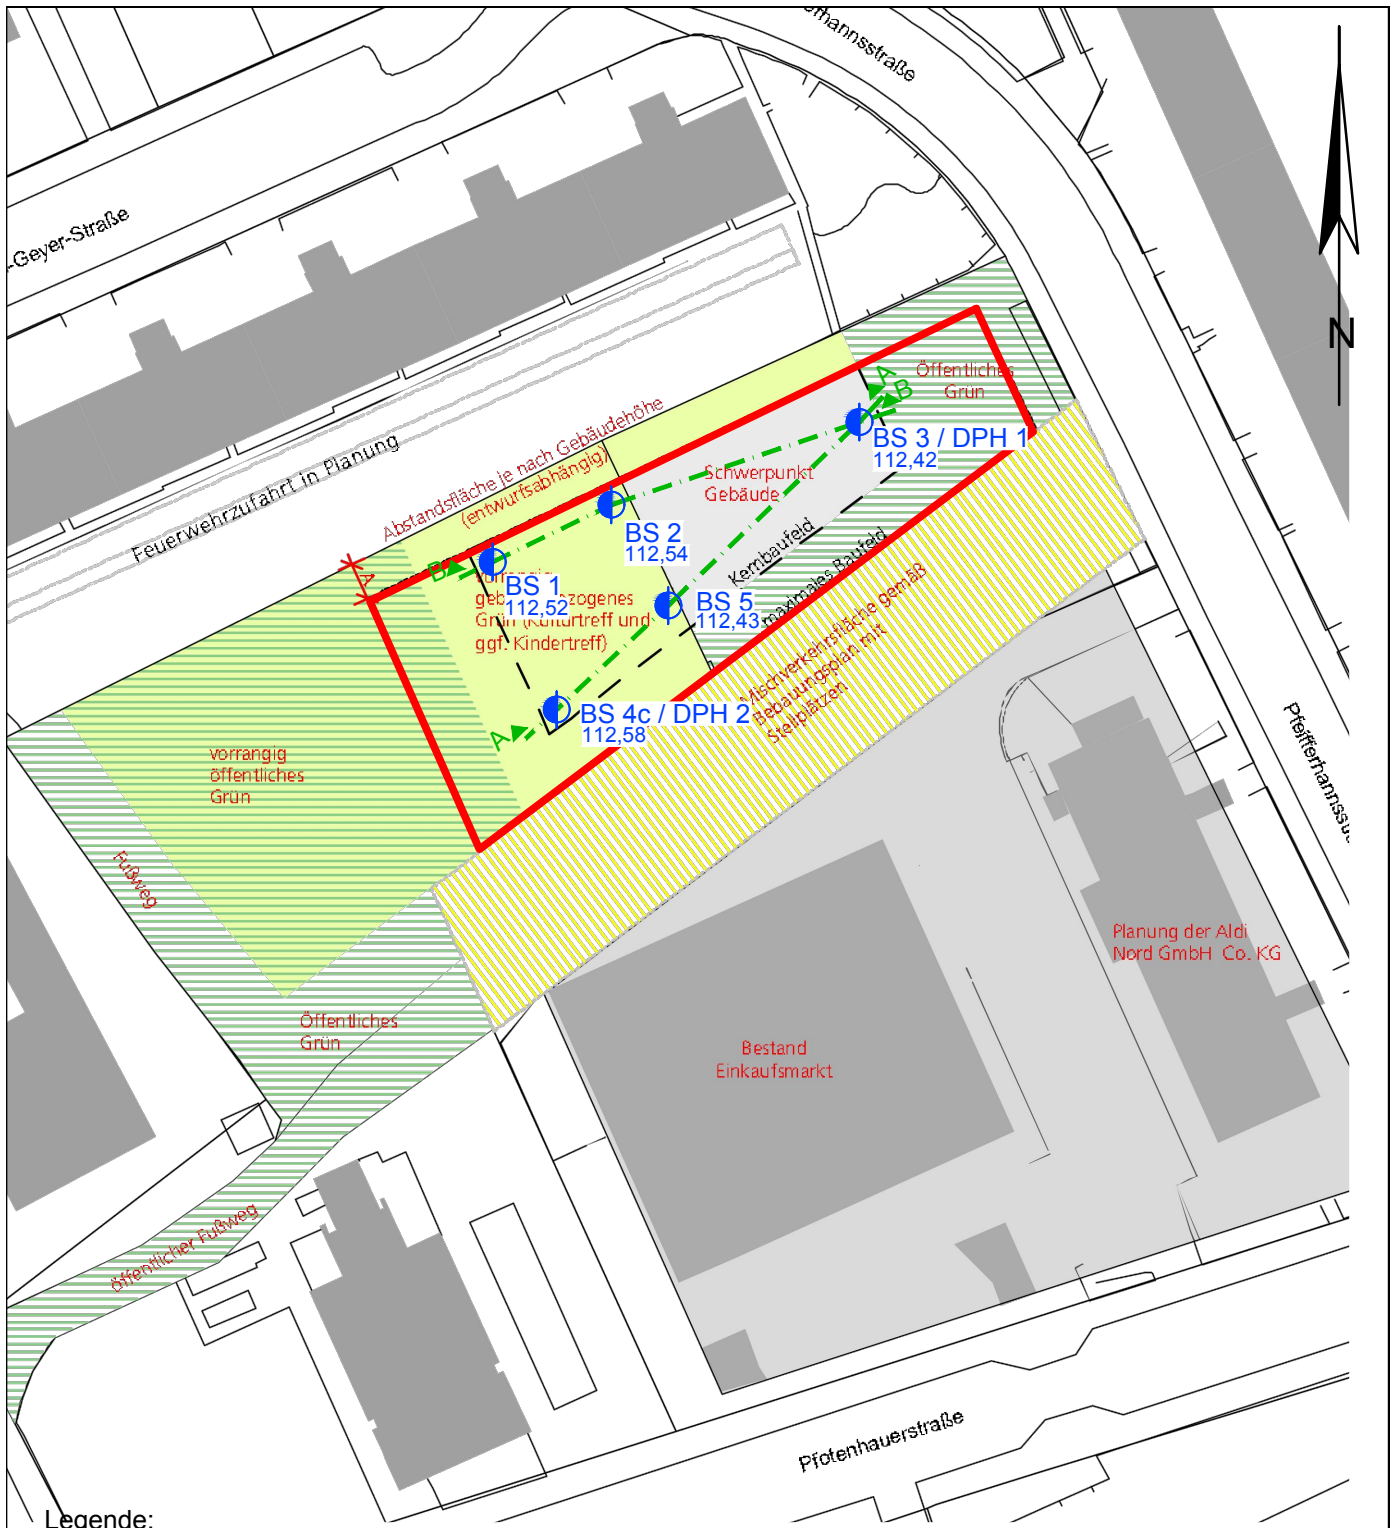 fhannsstraße
-Geyer-Straße
N
Öffentliches
Grün
A
B
BS 3 / DPH 1
112,42
Abstandsfläche je nach Gebäudehöhe
(entwurfsabhängig)
Feuerwehrzufahrt in Planung
Schwerpunkt
Gebäude
BS 2
112,54
Kernbaufeld
maximales Baufeld
A
B
BS 1
112,52
zogenes
Grün (Kulturtreff und
ggf. Kindertreff)
BS 5
112,43
Mischverkehrsfläche gemäß
Bebauungsplan mit
Stellplätzen
BS 4c / DPH 2
112,58
A
vorrangig
öffentliches
Grün
Pfeifferhannsstr
Fußweg
Planung der Aldi
Nord GmbH Co. KG
Öffentliches
Grün
Bestand
Einkaufsmarkt
öffentlicher Fußweg
Pfotenhauerstraße
Legende: